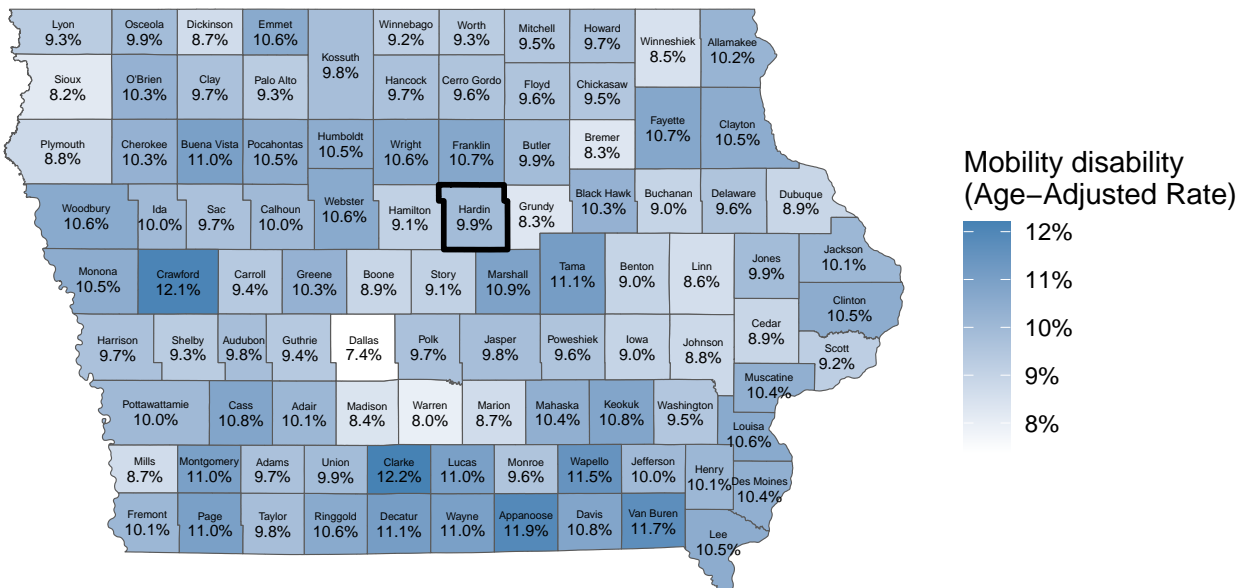 Lyon
9.3%
Osceola
9.9%
Dickinson
8.7%
Emmet
10.6%
Kossuth
9.8%
Winnebago
9.2%
Worth
9.3%
Mitchell
9.5%
Howard
9.7%
Winneshiek
8.5%
Allamakee
10.2%
Sioux
8.2%
O'Brien
10.3%
Clay
9.7%
Palo Alto
9.3%
Hancock
9.7%
Cerro Gordo
9.6%
Floyd
9.6%
Chickasaw
9.5%
Fayette
10.7%
Clayton
10.5%
Plymouth
8.8%
Cherokee
10.3%
Buena Vista
11.0%
Pocahontas
10.5%
Humboldt
10.5%
Wright
10.6%
Franklin
10.7%
Butler
9.9%
Bremer
8.3%
Woodbury
10.6%
Ida
10.0%
Sac
9.7%
Calhoun
10.0%
Webster
10.6%
Hamilton
9.1%
Hardin
9.9%
Grundy
8.3%
Black Hawk
10.3%
Buchanan
9.0%
Delaware
9.6%
Dubuque
8.9%
Monona
10.5%
Crawford
12.1%
Carroll
9.4%
Greene
10.3%
Boone
8.9%
Story
9.1%
Marshall
10.9%
Tama
11.1%
Benton
9.0%
Linn
8.6%
Jones
9.9%
Jackson
10.1%
Clinton
10.5%
Harrison
9.7%
Shelby
9.3%
Audubon
9.8%
Guthrie
9.4%
Dallas
7.4%
Polk
9.7%
Jasper
9.8%
Poweshiek
9.6%
Iowa
9.0%
Johnson
8.8%
Cedar
8.9%
Scott
9.2%
Muscatine
10.4%
Pottawattamie
10.0%
Cass
10.8%
Adair
10.1%
Madison
8.4%
Warren
8.0%
Marion
8.7%
Mahaska
10.4%
Keokuk
10.8%
Washington
9.5%
Louisa
10.6%
Mills
8.7%
Montgomery
11.0%
Adams
9.7%
Union
9.9%
Clarke
12.2%
Lucas
11.0%
Monroe
9.6%
Wapello
11.5%
Jefferson
10.0%
Henry
10.1%
Des Moines
10.4%
Fremont
10.1%
Page
11.0%
Taylor
9.8%
Ringgold
10.6%
Decatur
11.1%
Wayne
11.0%
Appanoose
11.9%
Davis
10.8%
Van Buren
11.7%
Lee
10.5%
Mobility disability
(Age−Adjusted Rate)
12%
11%
10%
9%
8%